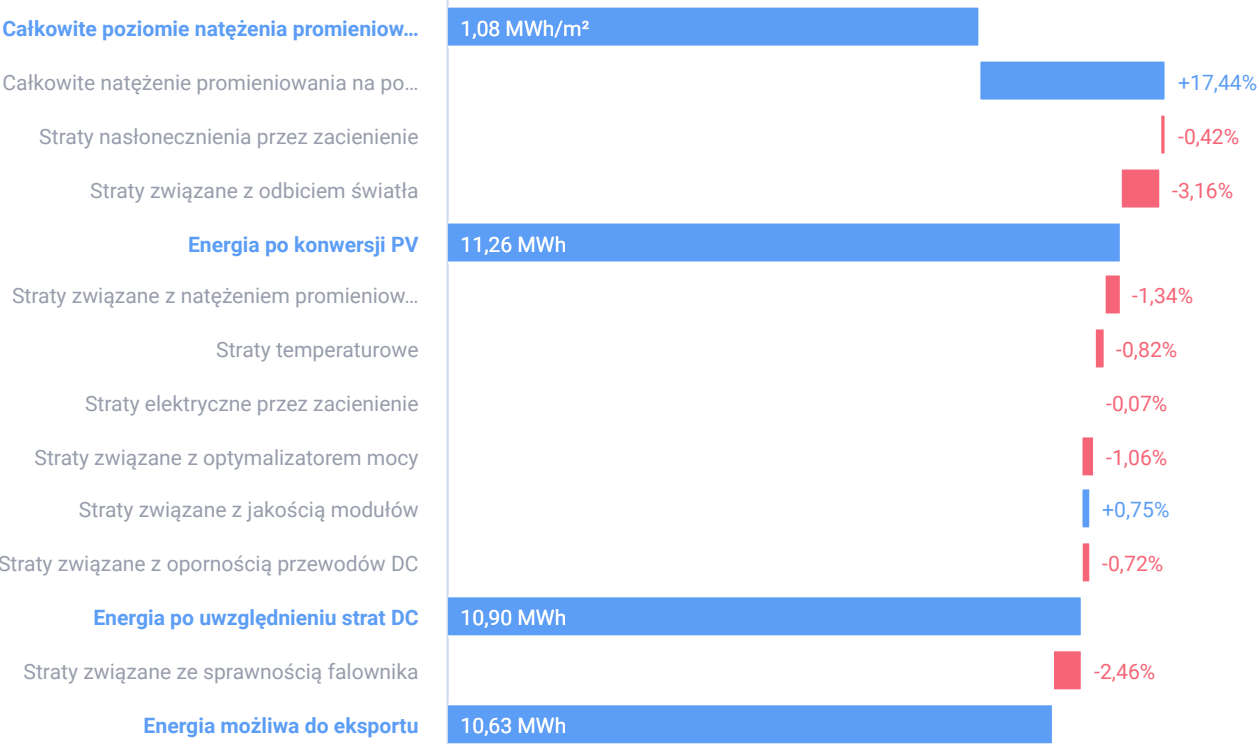 Całkowite poziomie natężenia promieniow... 1,08 MWh/m²
Całkowite natężenie promieniowania na po... +17,44%
Straty nasłonecznienia przez zacienienie -0,42%
Straty związane z odbiciem światła -3,16%
Energia po konwersji PV 11,26 MWh
Straty związane z natężeniem promieniow... -1,34%
Straty temperaturowe -0,82%
Straty elektryczne przez zacienienie -0,07%
Straty związane z optymalizatorem mocy -1,06%
Straty związane z jakością modułów +0,75%
Straty związane z opornością przewodów DC -0,72%
Energia po uwzględnieniu strat DC 10,90 MWh
Straty związane ze sprawnością falownika -2,46%
Energia możliwa do eksportu 10,63 MWh